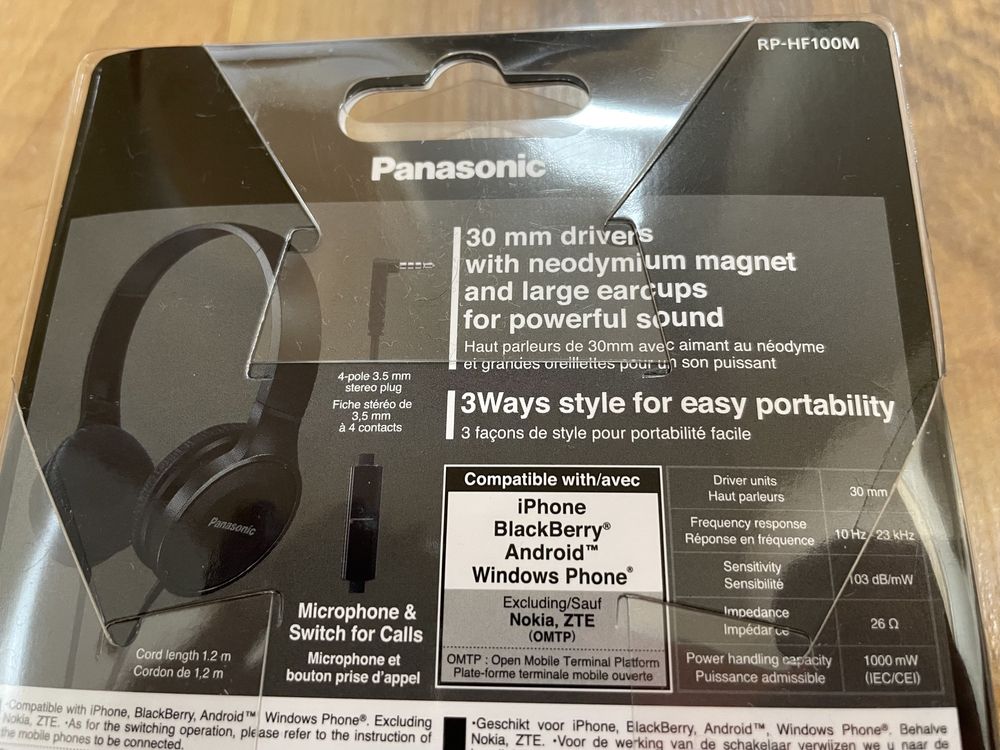 RP-HF100M
Panasonic
30 mm drivers
with neodymium magnet
and large earcups
for powerful sound
Haut parleurs de 30mm avec aimant au néodyme
et grandes oreillettes pour un son puissant
4-pole 3.5 mm
stereo plug
Fiche stéréo de
3,5 mm
à 4 contacts
3Ways style for easy portability
3 façons de style pour portabilité facile
Panasonic
Microphone &
Switch for Calls
Microphone et
bouton prise d'appel
Cord length 1.2 m
Cordon de 1,2 m
Compatible with/avec
iPhone
BlackBerry®
Android™
Windows Phone®
Excluding/Sauf
Nokia, ZTE
(OMTP)
OMTP : Open Mobile Terminal Platform
Plate-forme terminale mobile ouverte
Driver units
Haut parleurs
30 mm
Frequency response
Réponse en fréquence
10 Hz - 23 kHz
Sensitivity
Sensibilité
103 dB/mW
Impedance
Impédance
26 Ω
Power handling capacity
Puissance admissible
1000 mW
(IEC/CEI)
•Compatible with iPhone, BlackBerry, Android™, Windows Phone®. Excluding
Nokia, ZTE. •As for the switching operation, please refer to the instruction of
the mobile phones to be connected.
•Geschikt voor iPhone, BlackBerry, Android™, Windows Phone®. Behalve
Nokia, ZTE. •Voor de werking van de schakelaar verwijzen we u naar de